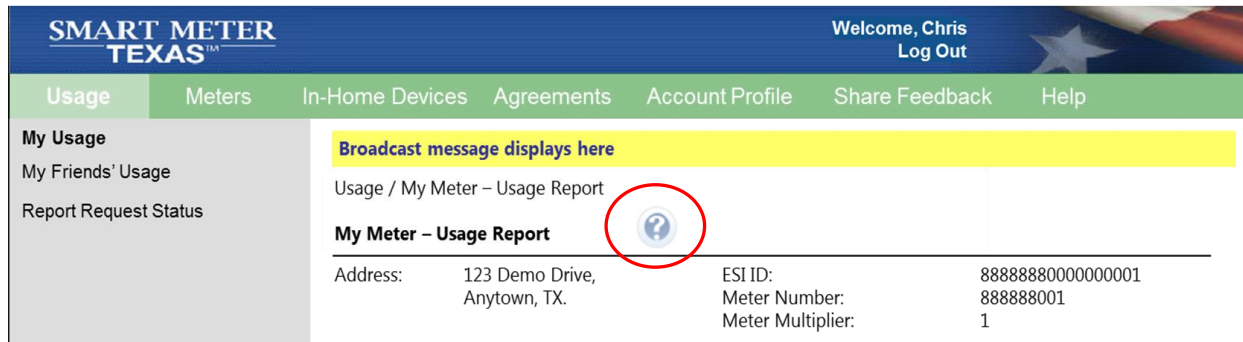 SMART METER
TEXAS™
Welcome, Chris
Log Out
Usage Meters In-Home Devices Agreements Account Profile Share Feedback Help
My Usage
My Friends' Usage
Report Request Status
Broadcast message displays here
Usage / My Meter – Usage Report
My Meter – Usage Report ?
Address: 123 Demo Drive, ESI ID: 88888880000000001
Anytown, TX. Meter Number: 888888001
Meter Multiplier: 1